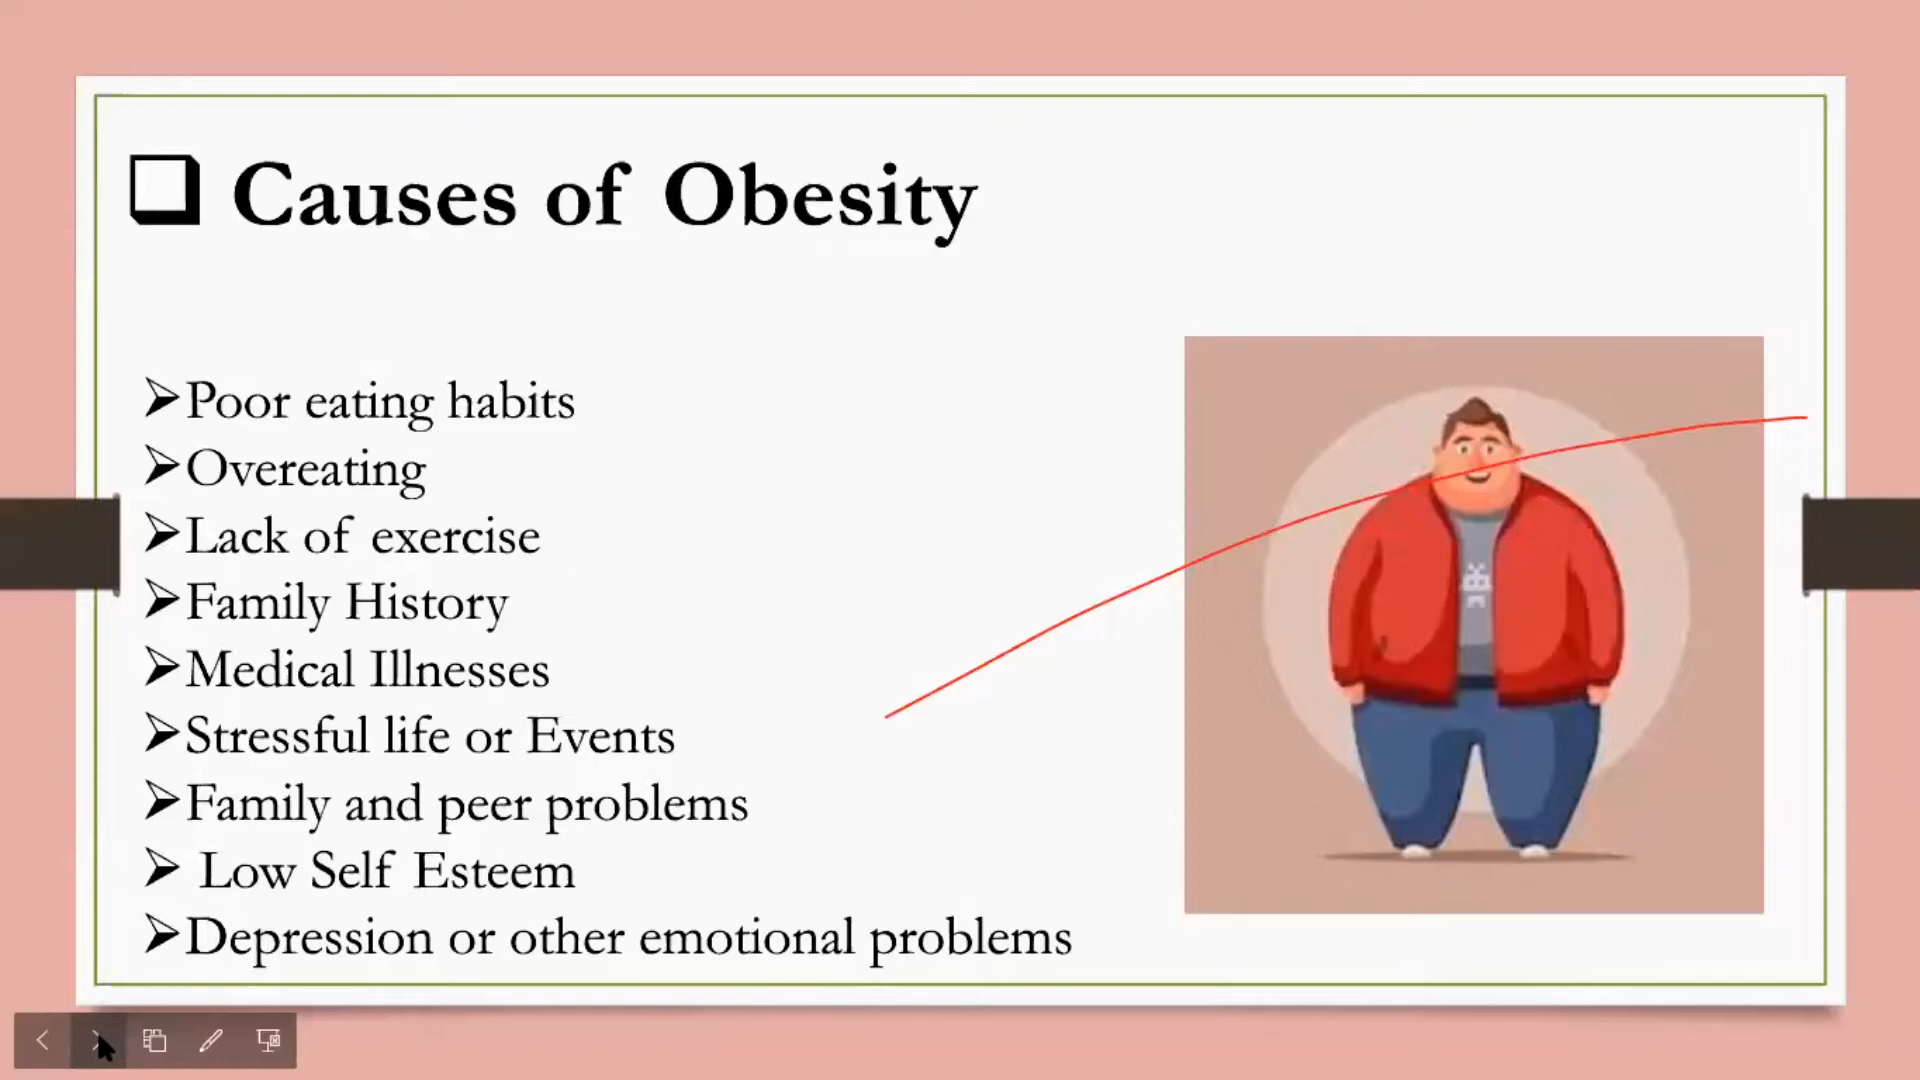 Causes of Obesity
Poor eating habits
Overeating
Lack of exercise
Family History
Medical Illnesses
Stressful life or Events
Family and peer problems
Low Self Esteem
Depression or other emotional problems